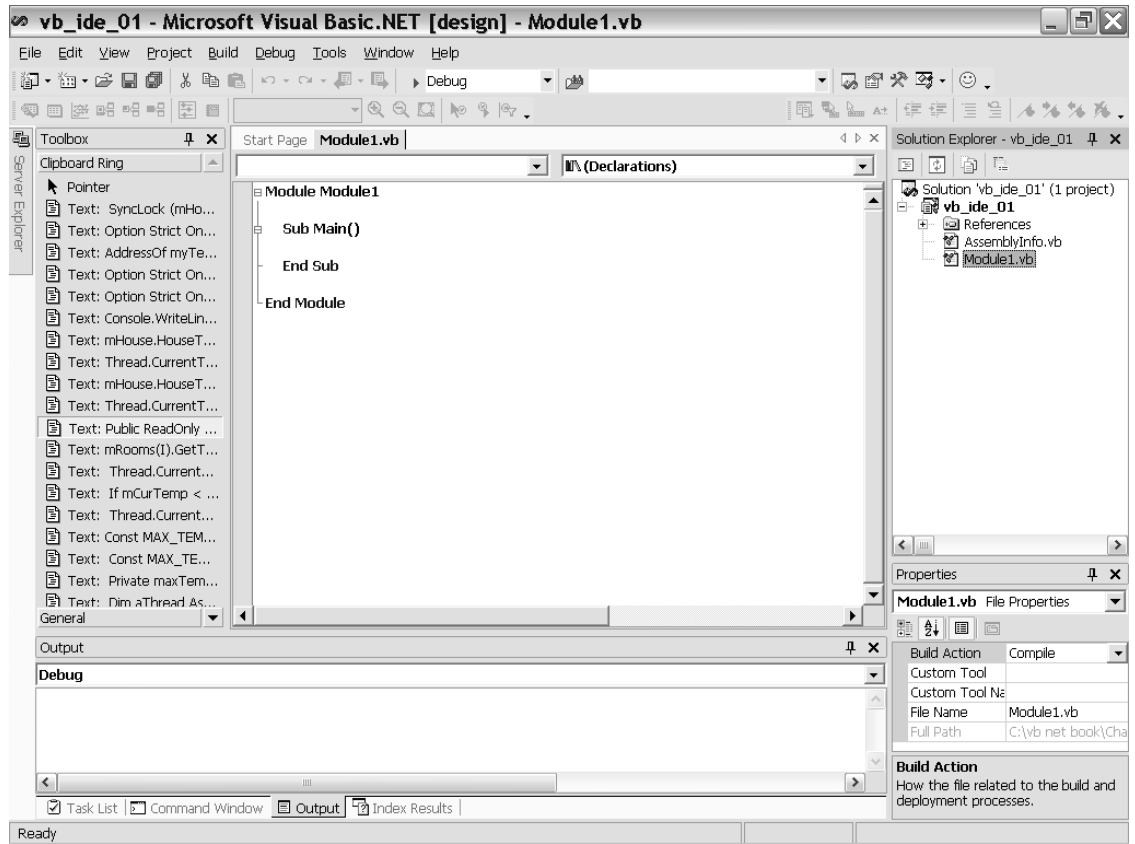 vb_ide_01 - Microsoft Visual Basic.NET [design] - Module1.vb
File Edit View Project Build Debug Tools Window Help
Debug
Server Explorer
Toolbox
Clipboard Ring
Pointer
Text: SyncLock (mHo...
Text: Option Strict On...
Text: AddressOf myTe...
Text: Option Strict On...
Text: Option Strict On...
Text: Console.WriteLin...
Text: mHouse.HouseT...
Text: Thread.CurrentT...
Text: mHouse.HouseT...
Text: Thread.CurrentT...
Text: Public ReadOnly ...
Text: mRooms(I).GetT...
Text: Thread.Current...
Text: If mCurTemp < ...
Text: Thread.Current...
Text: Const MAX_TEM...
Text: Const MAX_TE...
Text: Private maxTem...
Text: Dim aThread As...
General
Start Page Module1.vb
(Declarations)
Module Module1
Sub Main()
End Sub
End Module
Solution Explorer - vb_ide_01
Solution 'vb_ide_01' (1 project)
vb_ide_01
References
AssemblyInfo.vb
Module1.vb
Properties
Module1.vb File Properties
Build Action Compile
Custom Tool
Custom Tool Na
File Name Module1.vb
Full Path C:\vb net book\Cha
Build Action
How the file related to the build and
deployment processes.
Output
Debug
Task List Command Window Output Index Results
Ready